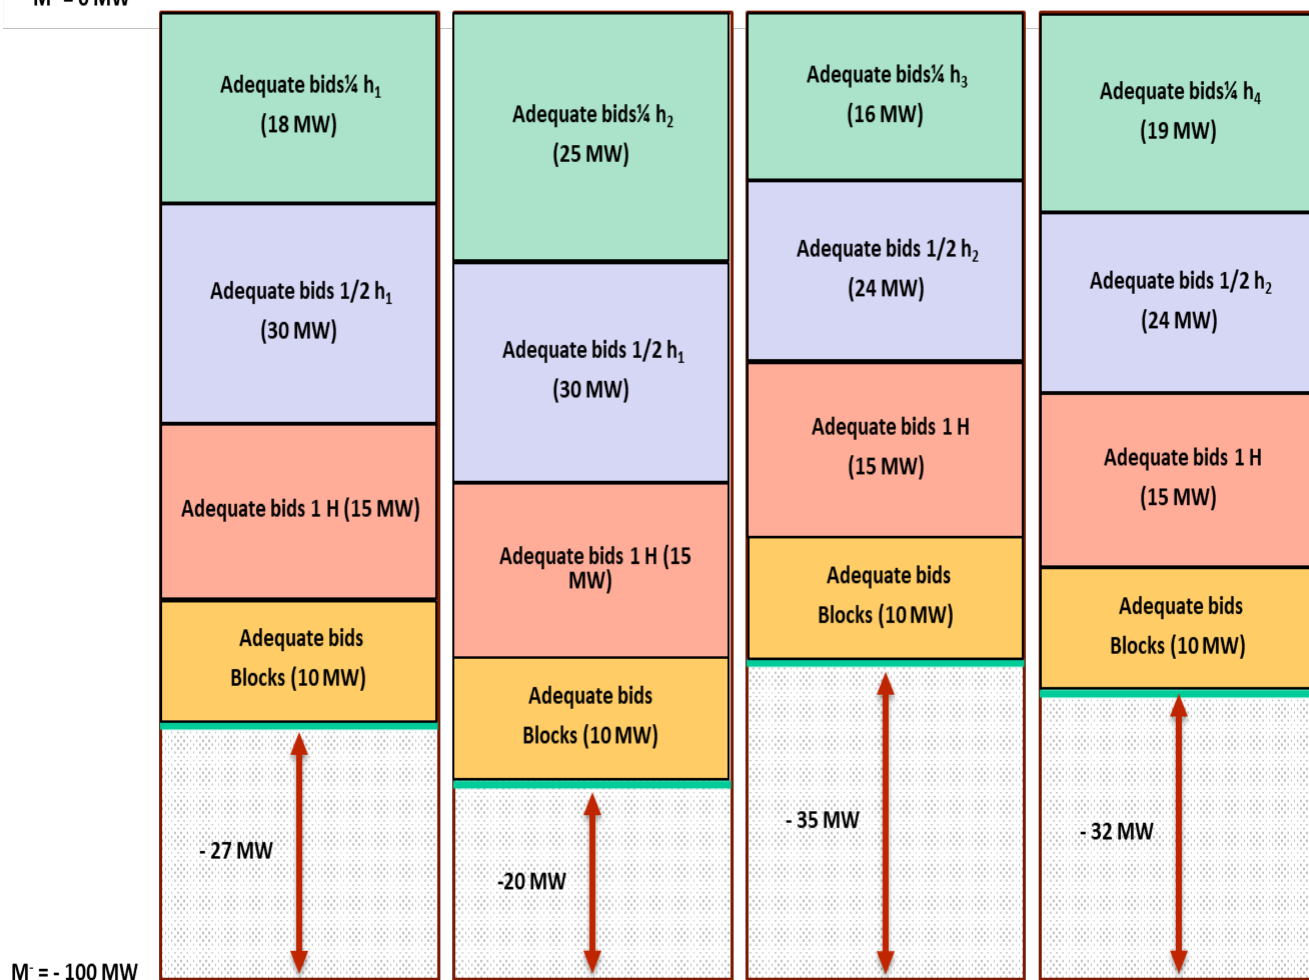 Adequate bids¼ h₁
(18 MW)
Adequate bids 1/2 h₁
(30 MW)
Adequate bids 1 H (15 MW)
Adequate bids
Blocks (10 MW)
- 27 MW
Adequate bids¼ h₂
(25 MW)
Adequate bids 1/2 h₁
(30 MW)
Adequate bids 1 H (15
MW)
Adequate bids
Blocks (10 MW)
-20 MW
Adequate bids¼ h₃
(16 MW)
Adequate bids 1/2 h₂
(24 MW)
Adequate bids 1 H
(15 MW)
Adequate bids
Blocks (10 MW)
- 35 MW
Adequate bids¼ h₄
(19 MW)
Adequate bids 1/2 h₂
(24 MW)
Adequate bids 1 H
(15 MW)
Adequate bids
Blocks (10 MW)
- 32 MW
M⁻ = - 100 MW